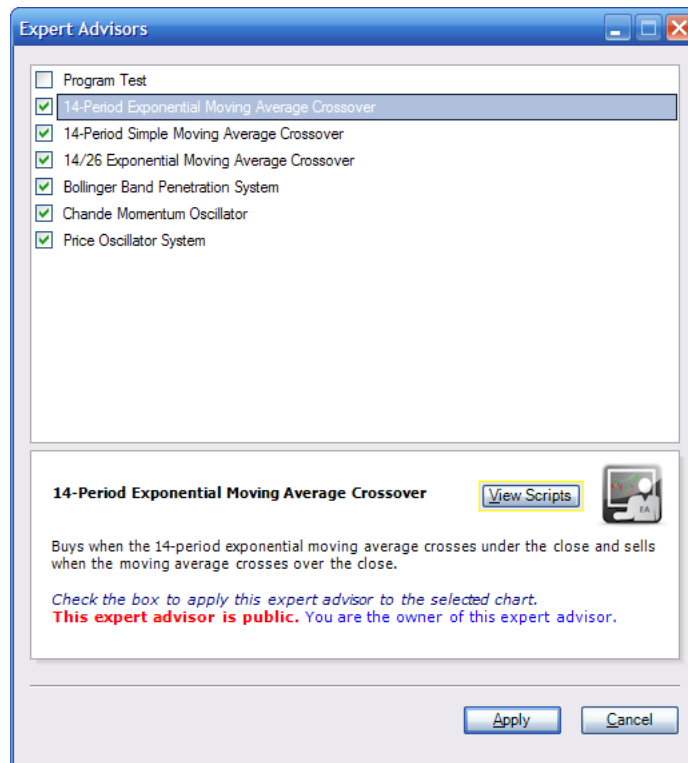 Expert Advisors
Program Test
14-Period Exponential Moving Average Crossover
14-Period Simple Moving Average Crossover
14/26 Exponential Moving Average Crossover
Bollinger Band Penetration System
Chande Momentum Oscillator
Price Oscillator System
14-Period Exponential Moving Average Crossover
View Scripts
EA
Buys when the 14-period exponential moving average crosses under the close and sells
when the moving average crosses over the close.
Check the box to apply this expert advisor to the selected chart.
This expert advisor is public. You are the owner of this expert advisor.
Apply
Cancel